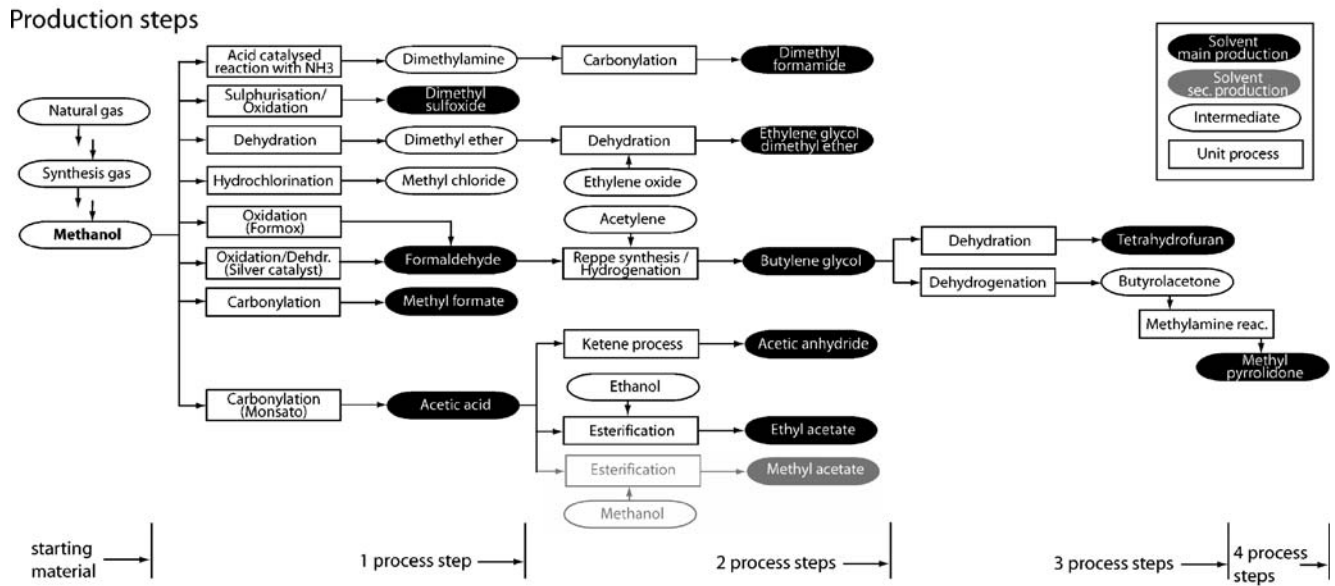 Production steps
Solvent
main production
Solvent
sec. production
Intermediate
Unit process
Natural gas
Synthesis gas
Methanol
Acid catalysed
reaction with NH3
Dimethylamine
Carbonylation
Dimethyl
formamide
Sulphurisation/
Oxidation
Dimethyl
sulfoxide
Dehydration
Dimethyl ether
Dehydration
Ethylene glycol
dimethyl ether
Hydrochlorination
Methyl chloride
Ethylene oxide
Oxidation
(Formox)
Acetylene
Oxidation/Dehdr.
(Silver catalyst)
Formaldehyde
Reppe synthesis /
Hydrogenation
Butylene glycol
Dehydration
Tetrahydrofuran
Dehydrogenation
Butyrolacetone
Carbonylation
Methyl formate
Methylamine reac.
Methyl
pyrrolidone
Ketene process
Acetic anhydride
Ethanol
Carbonylation
(Monsato)
Acetic acid
Esterification
Ethyl acetate
Esterification
Methyl acetate
Methanol
starting
material
1 process step
2 process steps
3 process steps
4 process
steps